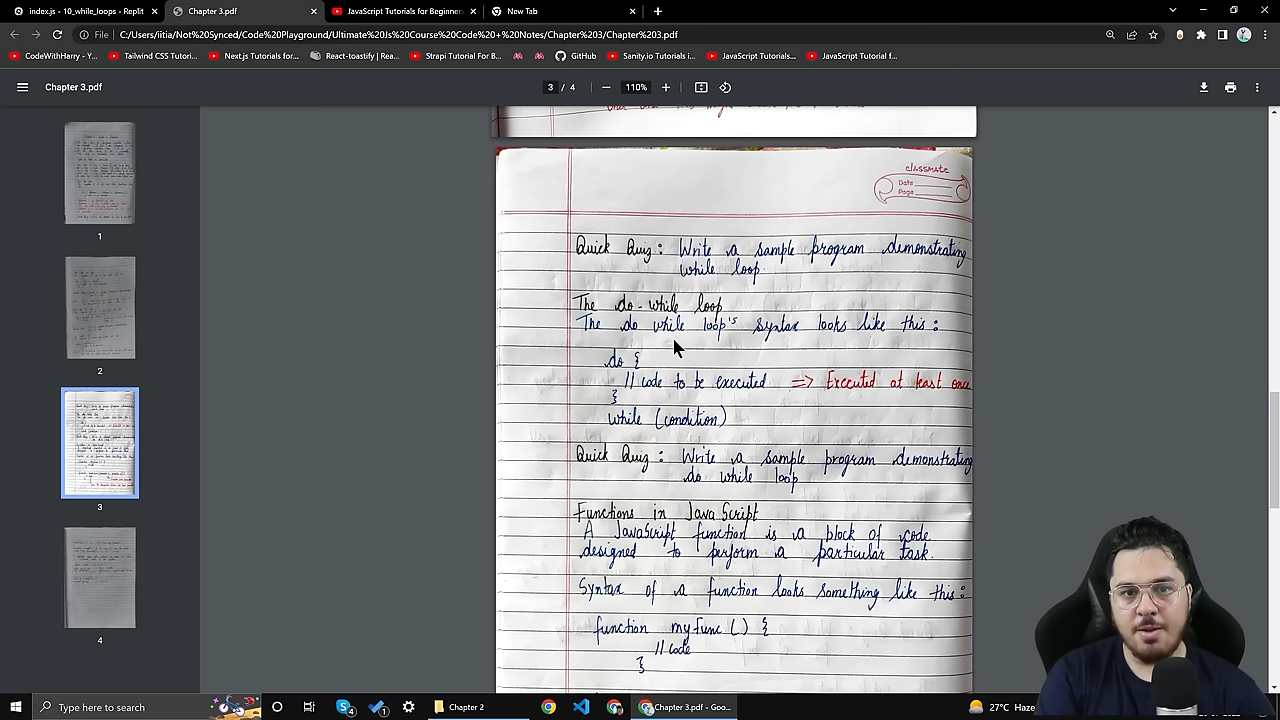 index.js - 10_while_loops - Replit
Chapter 3.pdf
JavaScript Tutorials for Beginner
New Tab
File
C:/Users/iitia/Not%20Synced/Code%20Playground/Ultimate%20Js%20Course%20Code%20+%20Notes/Chapter%203/Chapter%203.pdf
CodeWithHarry - Y...
Tailwind CSS Tutori...
Next.js Tutorials for...
React-toastify | Rea...
Strapi Tutorial For B...
GitHub
Sanity.io Tutorials i...
JavaScript Tutorials...
JavaScript Tutorial f...
Chapter 3.pdf
3 / 4
110%
1
2
3
4
classmate
Date
Page
Quick Quiz: Write a sample program demonstrating
while loop.
The do-while loop
The do while loop's syntax looks like this:
do {
// code to be executed => Executed at least once
}
while (condition)
Quick Quiz: Write a sample program demonstrating
do while loop
Functions in JavaScript
A JavaScript function is a block of code
designed to perform a particular task.
Syntax of a function looks something like this:
function myFunc () {
// code
}
Type here to search
Chapter 2
Chapter 3.pdf - Goo...
27°C Haze